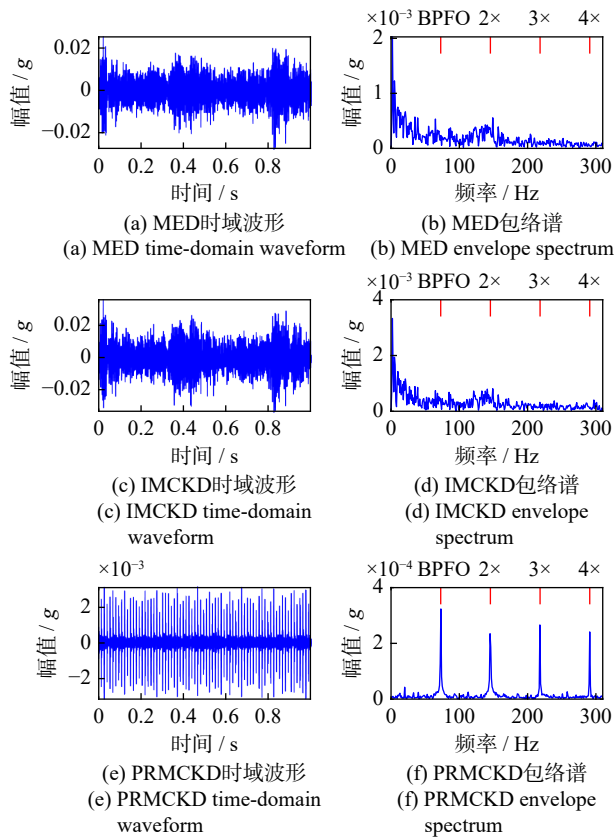 0.02
0
−0.02
幅值 / g
0 0.2 0.4 0.6 0.8
时间 / s
(a) MED时域波形
(a) MED time-domain waveform
×10⁻³ BPFO 2× 3× 4×
2
1
0
幅值 / g
0 100 200 300
频率 / Hz
(b) MED包络谱
(b) MED envelope spectrum
0.02
0
−0.02
幅值 / g
0 0.2 0.4 0.6 0.8
时间 / s
(c) IMCKD时域波形
(c) IMCKD time-domain
waveform
×10⁻³ BPFO 2× 3× 4×
4
2
0
幅值 / g
0 100 200 300
频率 / Hz
(d) IMCKD包络谱
(d) IMCKD envelope
spectrum
×10⁻³
2
0
−2
幅值 / g
0 0.2 0.4 0.6 0.8
时间 / s
(e) PRMCKD时域波形
(e) PRMCKD time-domain
waveform
×10⁻⁴ BPFO 2× 3× 4×
4
2
0
幅值 / g
0 100 200 300
频率 / Hz
(f) PRMCKD包络谱
(f) PRMCKD envelope
spectrum